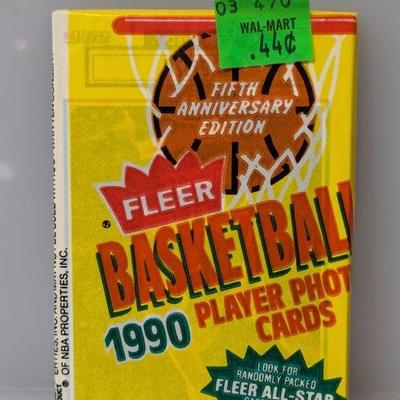 03 470
WAL-MART
.44¢
FIFTH
ANNIVERSARY
EDITION
FLEER
BASKETBALL
1990 PLAYER PHOT
CARDS
LOOK FOR
RANDOMLY PACKED
FLEER ALL-STAR
OF NBA PROPERTIES, INC.